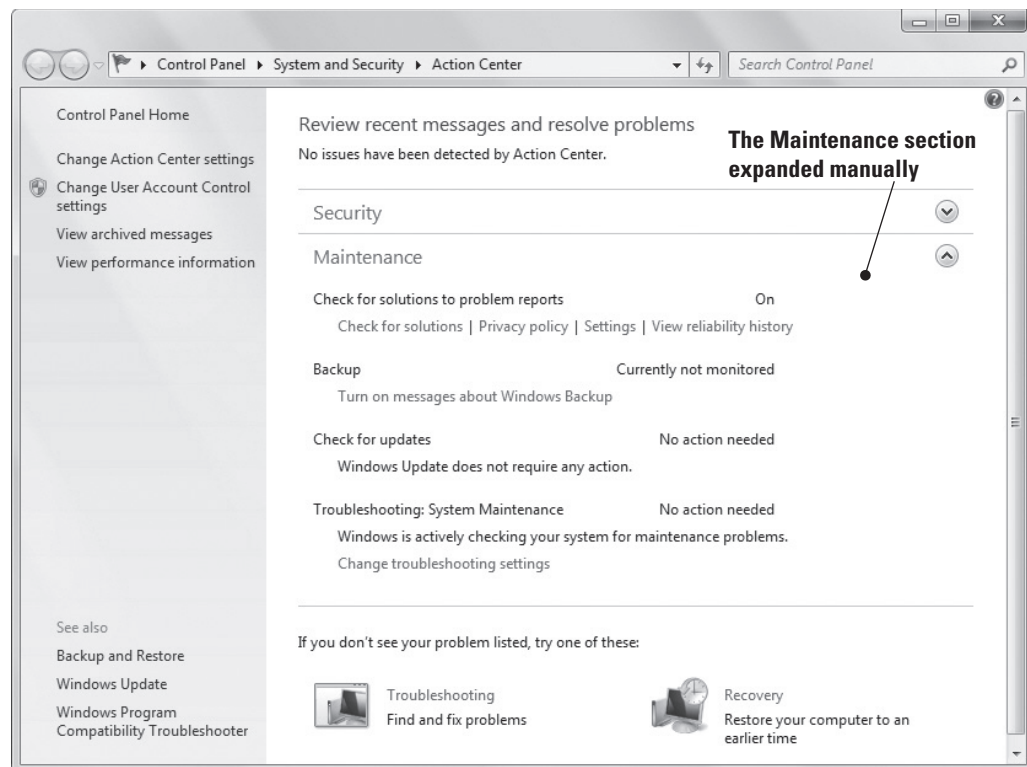 Control Panel ▸ System and Security ▸ Action Center
Search Control Panel
Control Panel Home
Change Action Center settings
Change User Account Control
settings
View archived messages
View performance information
See also
Backup and Restore
Windows Update
Windows Program
Compatibility Troubleshooter
Review recent messages and resolve problems
No issues have been detected by Action Center.
The Maintenance section
expanded manually
Security
Maintenance
Check for solutions to problem reports On
Check for solutions | Privacy policy | Settings | View reliability history
Backup Currently not monitored
Turn on messages about Windows Backup
Check for updates No action needed
Windows Update does not require any action.
Troubleshooting: System Maintenance No action needed
Windows is actively checking your system for maintenance problems.
Change troubleshooting settings
If you don't see your problem listed, try one of these:
Troubleshooting
Find and fix problems
Recovery
Restore your computer to an
earlier time